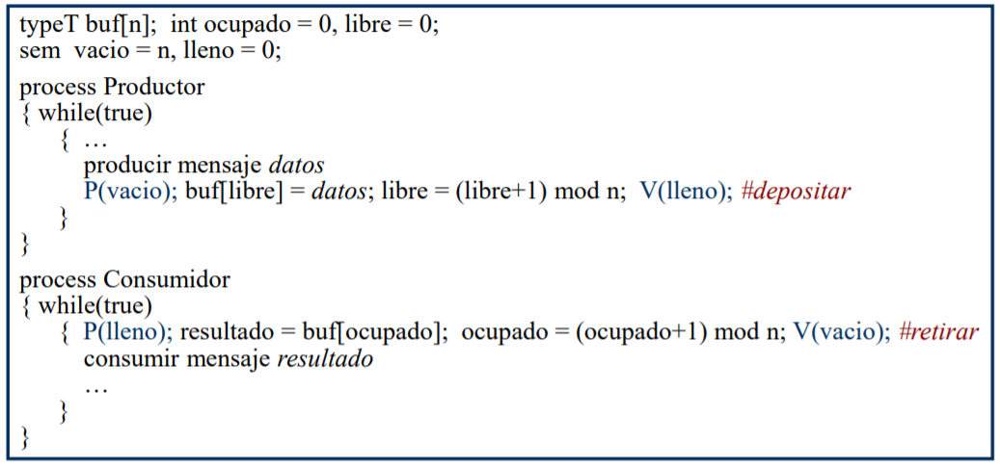 typeT buf[n];  int ocupado = 0, libre = 0;
sem  vacio = n, lleno = 0;
process Productor
{ while(true)
{  …
producir mensaje datos
P(vacio); buf[libre] = datos; libre = (libre+1) mod n;  V(lleno); #depositar
}
}
process Consumidor
{ while(true)
{  P(lleno); resultado = buf[ocupado];  ocupado = (ocupado+1) mod n; V(vacio); #retirar
consumir mensaje resultado
…
}
}